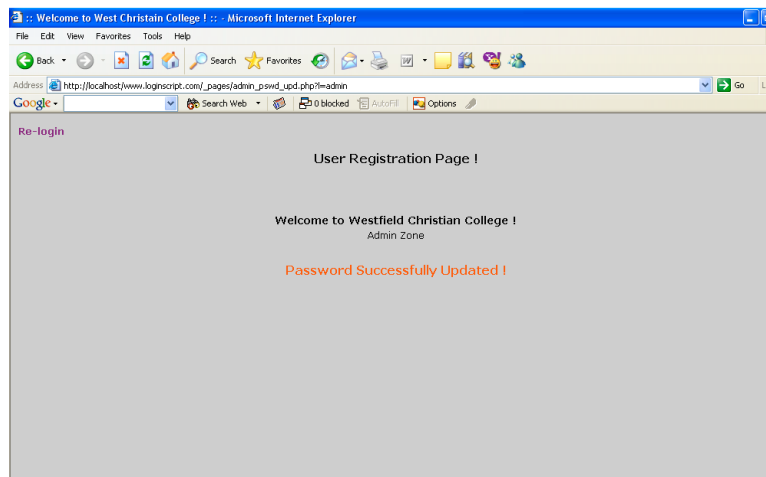 :: Welcome to West Christain College ! :: - Microsoft Internet Explorer
File Edit View Favorites Tools Help
Back Search Favorites W
Address http://localhost/www.loginscript.com/_pages/admin_pswd_upd.php?l=admin Go L
Google Search Web 0 blocked AutoFill Options
Re-login
User Registration Page !
Welcome to Westfield Christian College !
Admin Zone
Password Successfully Updated !